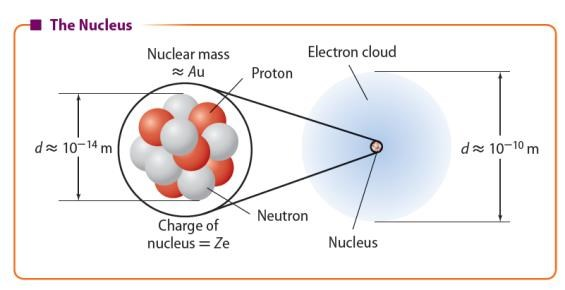 The Nucleus
Nuclear mass
≈ Au
Proton
Electron cloud
d ≈ 10⁻¹⁴ m
d ≈ 10⁻¹⁰ m
Neutron
Charge of
nucleus = Ze
Nucleus